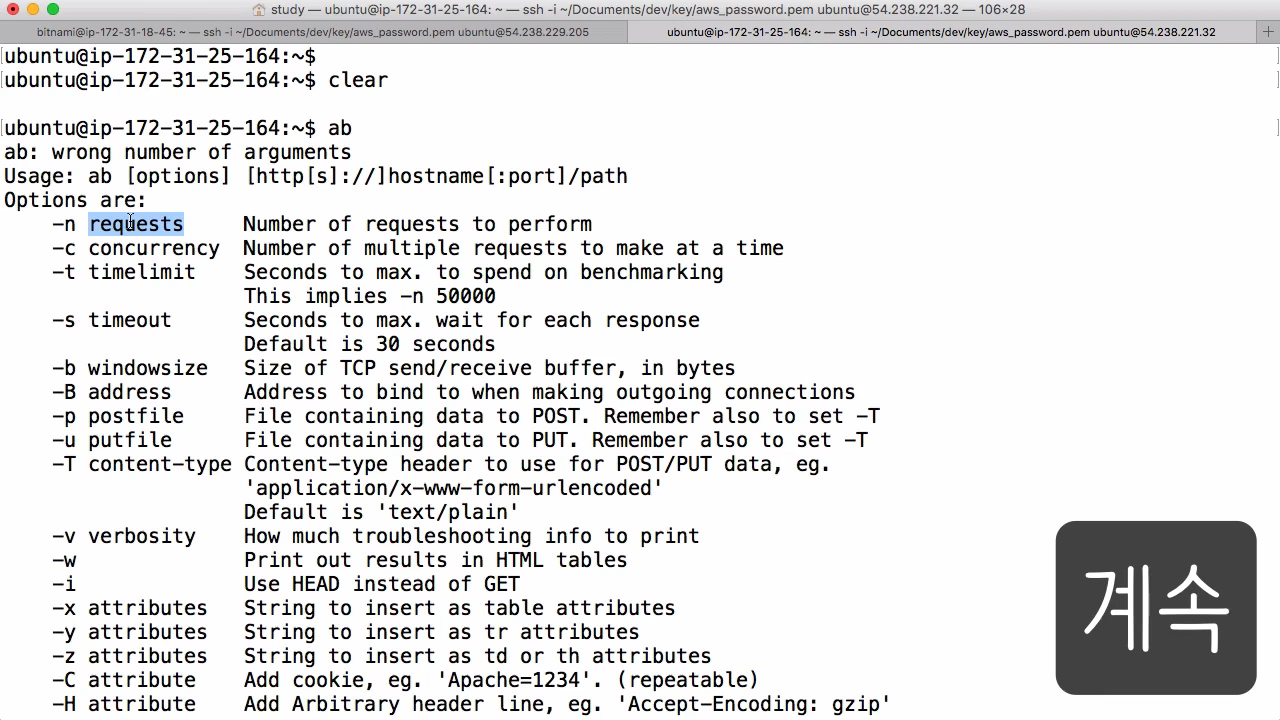 study — ubuntu@ip-172-31-25-164: ~ — ssh -i ~/Documents/dev/key/aws_password.pem ubuntu@54.238.221.32 — 106×28
bitnami@ip-172-31-18-45: ~ — ssh -i ~/Documents/dev/key/aws_password.pem ubuntu@54.238.229.205
ubuntu@ip-172-31-25-164: ~ — ssh -i ~/Documents/dev/key/aws_password.pem ubuntu@54.238.221.32
[ubuntu@ip-172-31-25-164:~$ ]
[ubuntu@ip-172-31-25-164:~$ clear ]
[ubuntu@ip-172-31-25-164:~$ ab ]
ab: wrong number of arguments
Usage: ab [options] [http[s]://]hostname[:port]/path
Options are:
-n requests Number of requests to perform
-c concurrency Number of multiple requests to make at a time
-t timelimit Seconds to max. to spend on benchmarking
This implies -n 50000
-s timeout Seconds to max. wait for each response
Default is 30 seconds
-b windowsize Size of TCP send/receive buffer, in bytes
-B address Address to bind to when making outgoing connections
-p postfile File containing data to POST. Remember also to set -T
-u putfile File containing data to PUT. Remember also to set -T
-T content-type Content-type header to use for POST/PUT data, eg.
'application/x-www-form-urlencoded'
Default is 'text/plain'
-v verbosity How much troubleshooting info to print
-w Print out results in HTML tables
-i Use HEAD instead of GET
-x attributes String to insert as table attributes
-y attributes String to insert as tr attributes
-z attributes String to insert as td or th attributes
-C attribute Add cookie, eg. 'Apache=1234'. (repeatable)
-H attribute Add Arbitrary header line, eg. 'Accept-Encoding: gzip'
계속